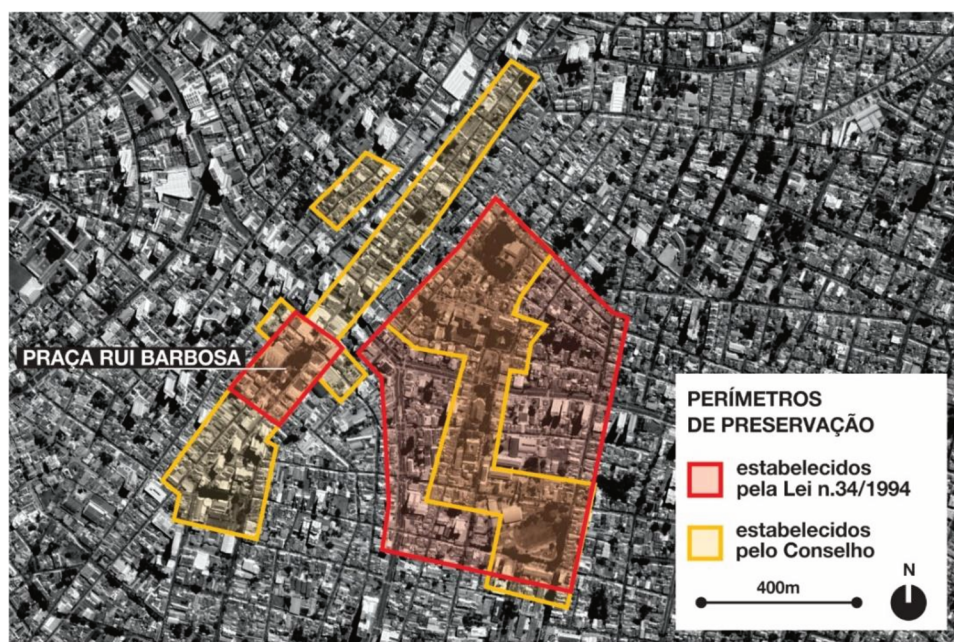 PRAÇA RUI BARBOSA
PERÍMETROS
DE PRESERVAÇÃO
estabelecidos
pela Lei n.34/1994
estabelecidos
pelo Conselho
400m
N